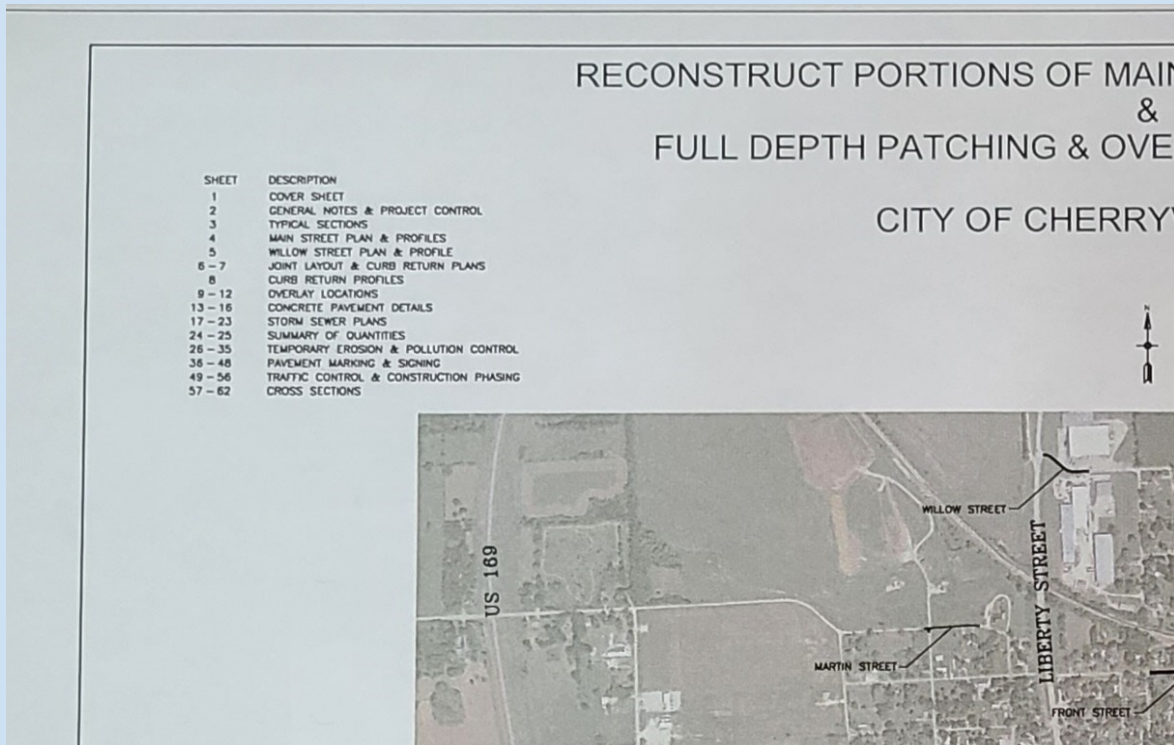 RECONSTRUCT PORTIONS OF MAIN
&
FULL DEPTH PATCHING & OVE
CITY OF CHERRY
SHEET DESCRIPTION
1 COVER SHEET
2 GENERAL NOTES & PROJECT CONTROL
3 TYPICAL SECTIONS
4 MAIN STREET PLAN & PROFILES
5 WILLOW STREET PLAN & PROFILE
6-7 JOINT LAYOUT & CURB RETURN PLANS
8 CURB RETURN PROFILES
9-12 OVERLAY LOCATIONS
13-16 CONCRETE PAVEMENT DETAILS
17-23 STORM SEWER PLANS
24-25 SUMMARY OF QUANTITIES
26-35 TEMPORARY EROSION & POLLUTION CONTROL
36-48 PAVEMENT MARKING & SIGNING
49-56 TRAFFIC CONTROL & CONSTRUCTION PHASING
57-62 CROSS SECTIONS
N
WILLOW STREET
US-169
LIBERTY STREET
MARTIN STREET
FRONT STREET